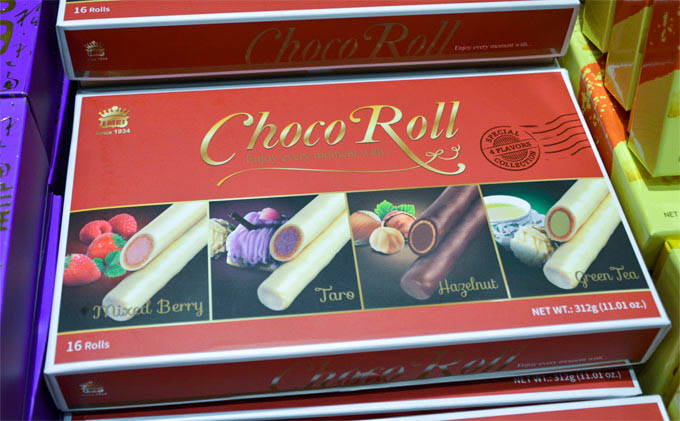 16 Rolls
Choco Roll
Enjoy every moment with...
since 1934
Choco Roll
Enjoy every moment with...
SPECIAL
4 FLAVORS
COLLECTION
Mixed Berry
Taro
Hazelnut
Green Tea
NET WT.: 312g (11.01 oz.)
16 Rolls
Choco Roll
Enjoy every moment with...
NET WT.: 312g (11.01 oz.)
NET